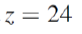 z = 24